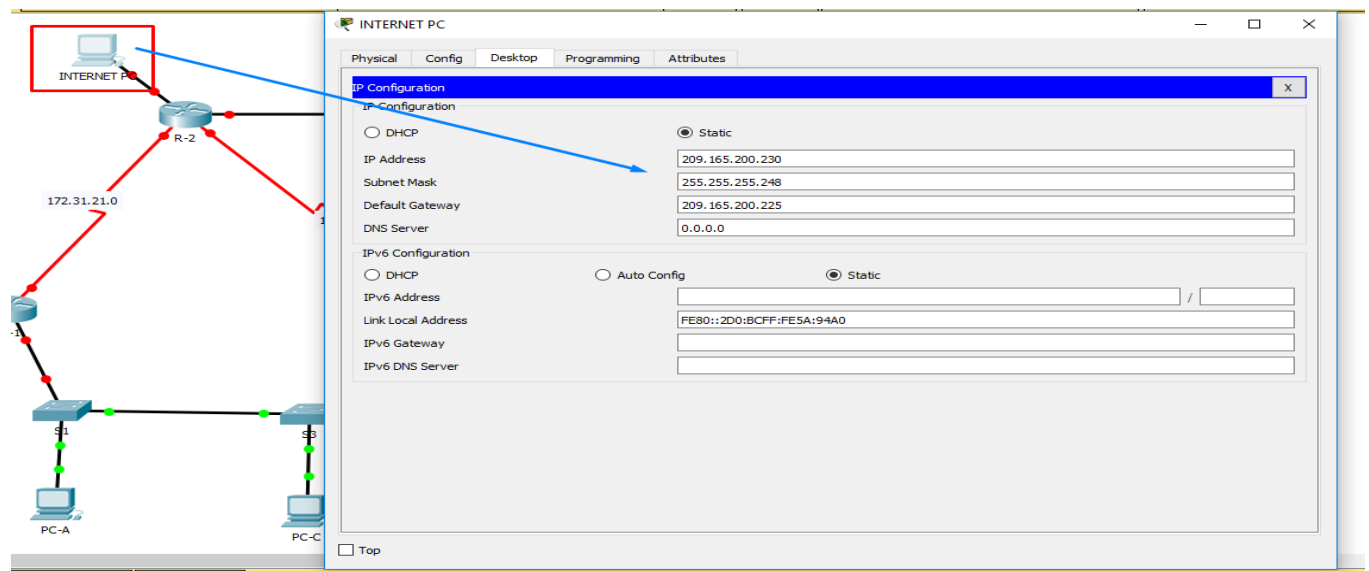 INTERNET PC
Physical Config Desktop Programming Attributes
IP Configuration X
IP Configuration
DHCP Static
IP Address 209.165.200.230
Subnet Mask 255.255.255.248
Default Gateway 209.165.200.225
DNS Server 0.0.0.0
IPv6 Configuration
DHCP Auto Config Static
IPv6 Address /
Link Local Address FE80::2D0:BCFF:FE5A:94A0
IPv6 Gateway
IPv6 DNS Server
Top
INTERNET P
R-2
172.31.21.0
S1
S3
PC-A
PC-C